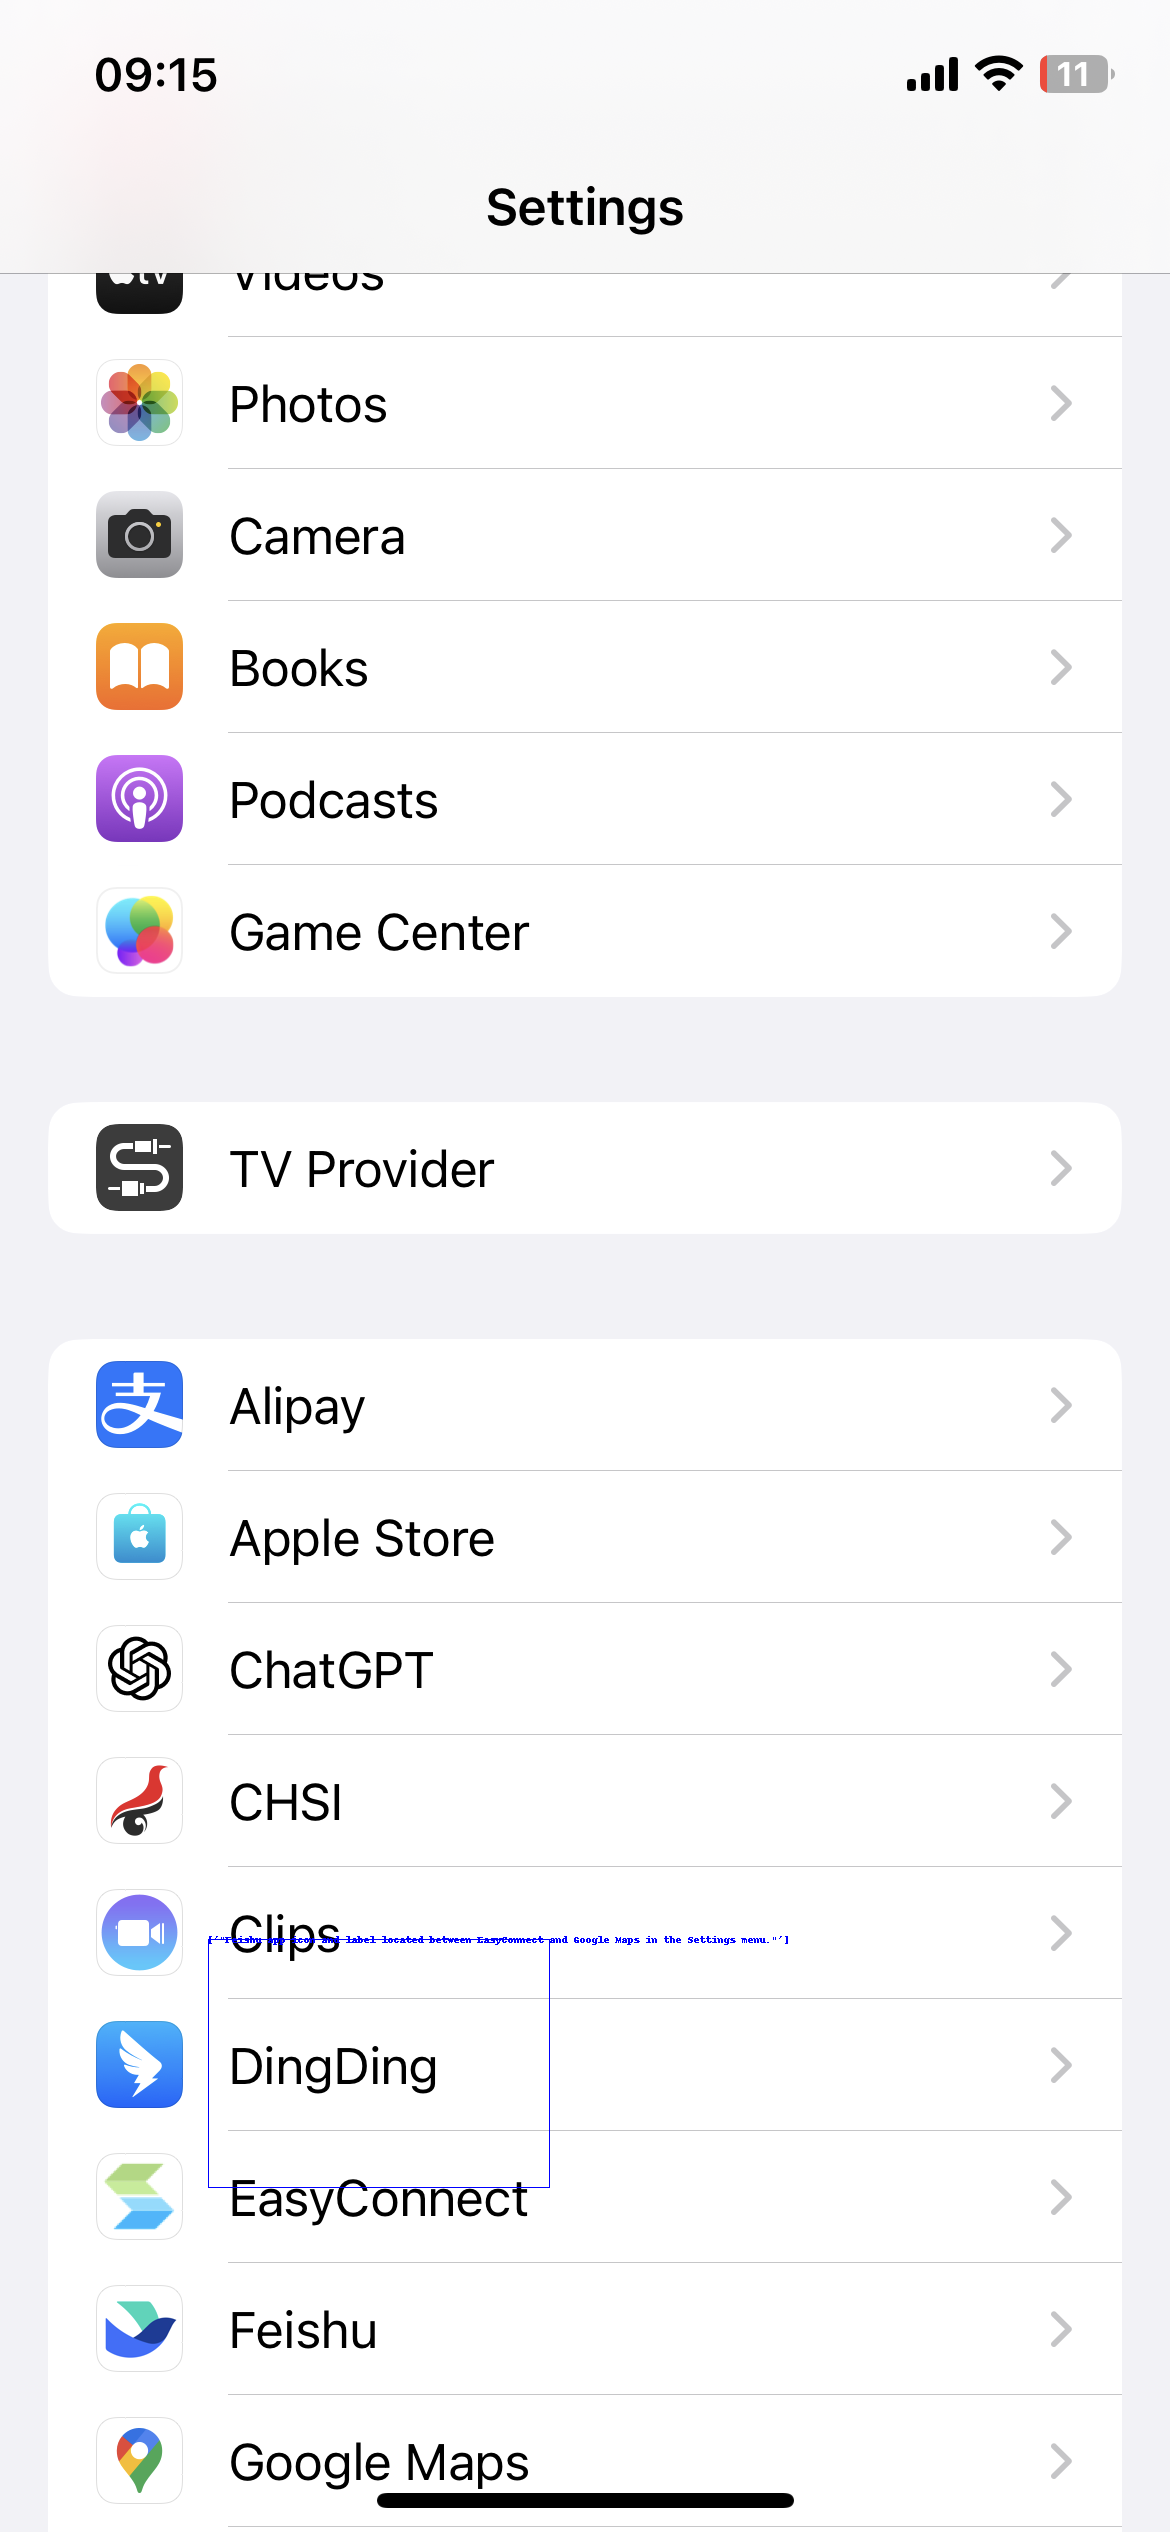 09:15
11
Settings
tv
Videos
Photos
Camera
Books
Podcasts
Game Center
TV Provider
支
Alipay
Apple Store
ChatGPT
CHSI
Clips
['"Feishu app icon and label located between EasyConnect and Google Maps in the Settings menu."']
DingDing
EasyConnect
Feishu
Google Maps